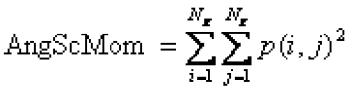 AngScMom = \sum_{i=1}^{N_g} \sum_{j=1}^{N_g} p(i,j)^2